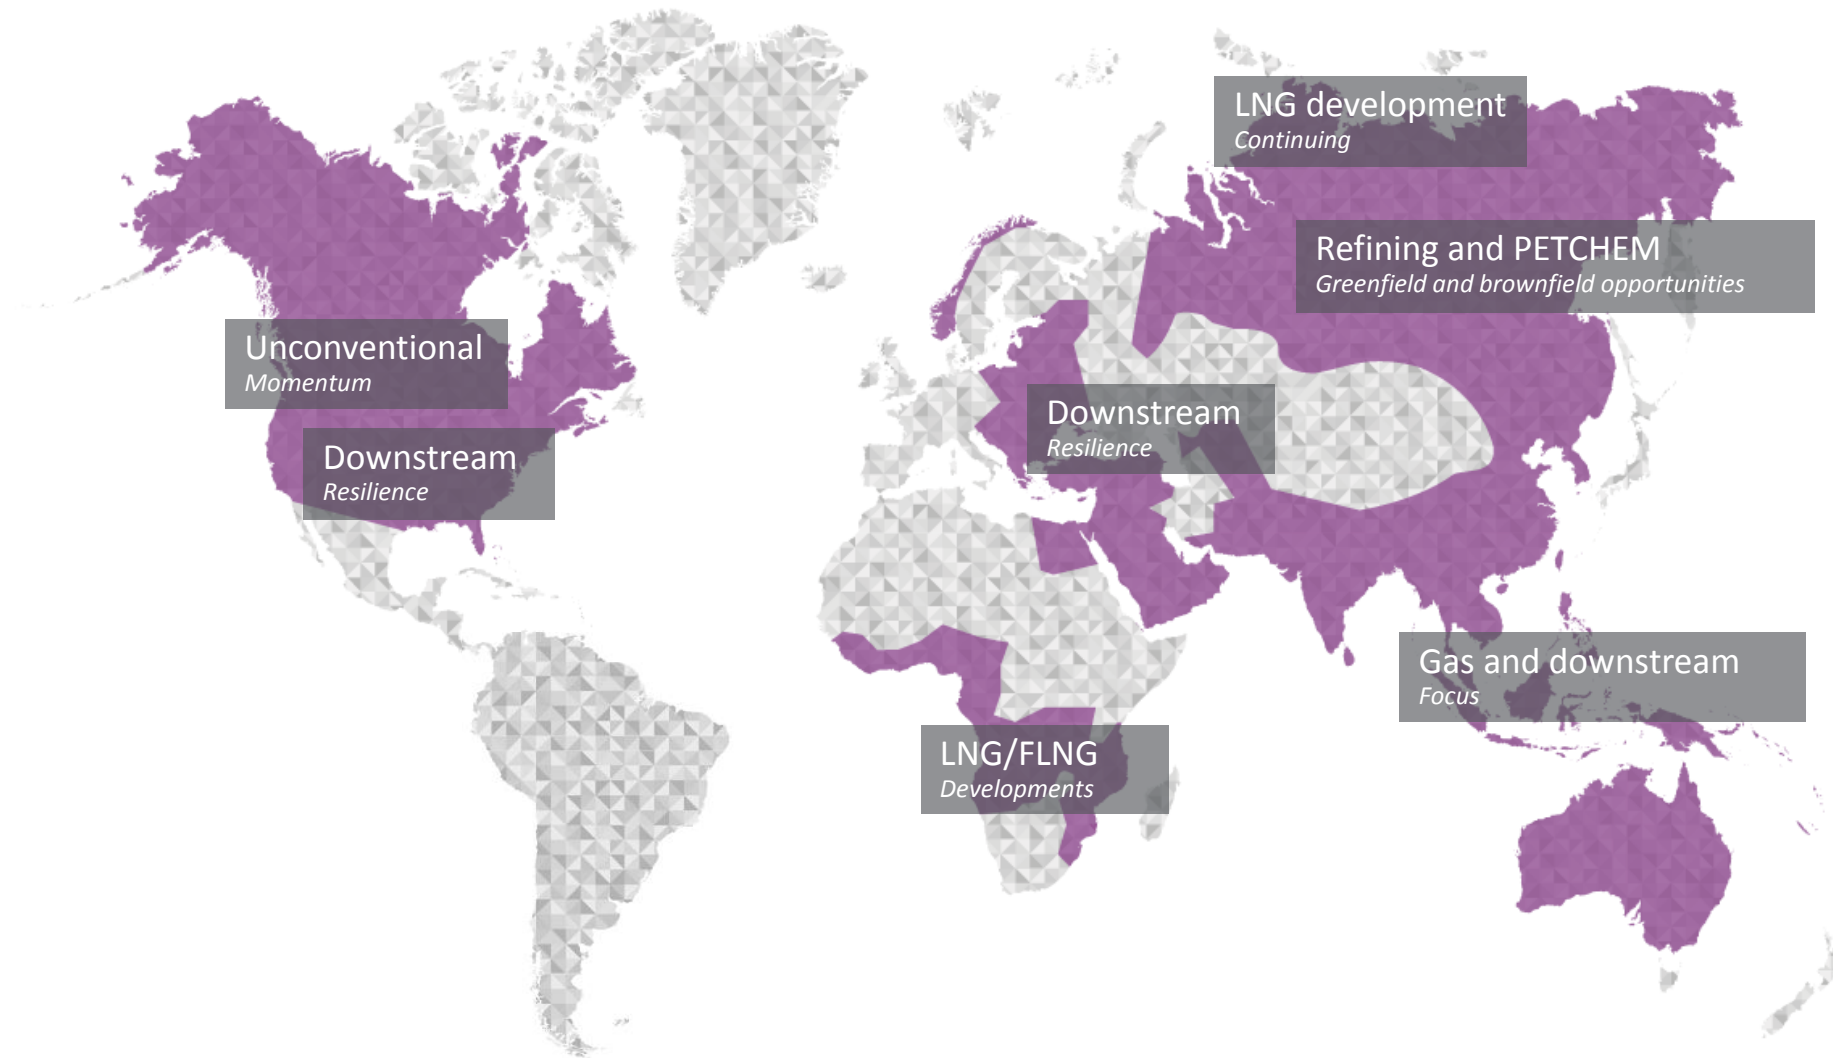 LNG development
Continuing
Refining and PETCHEM
Greenfield and brownfield opportunities
Unconventional
Momentum
Downstream
Resilience
Downstream
Resilience
Gas and downstream
Focus
LNG/FLNG
Developments